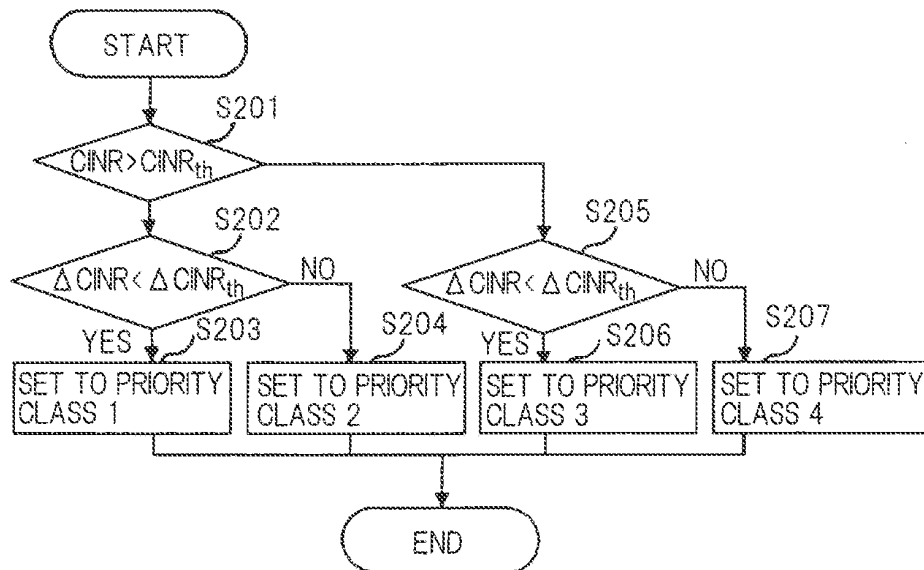 START
S201
CINR>CINRth
S202
ΔCINR<ΔCINRth
NO
S205
ΔCINR<ΔCINRth
NO
YES
S203
SET TO PRIORITY
CLASS 1
S204
SET TO PRIORITY
CLASS 2
YES
S206
SET TO PRIORITY
CLASS 3
S207
SET TO PRIORITY
CLASS 4
END